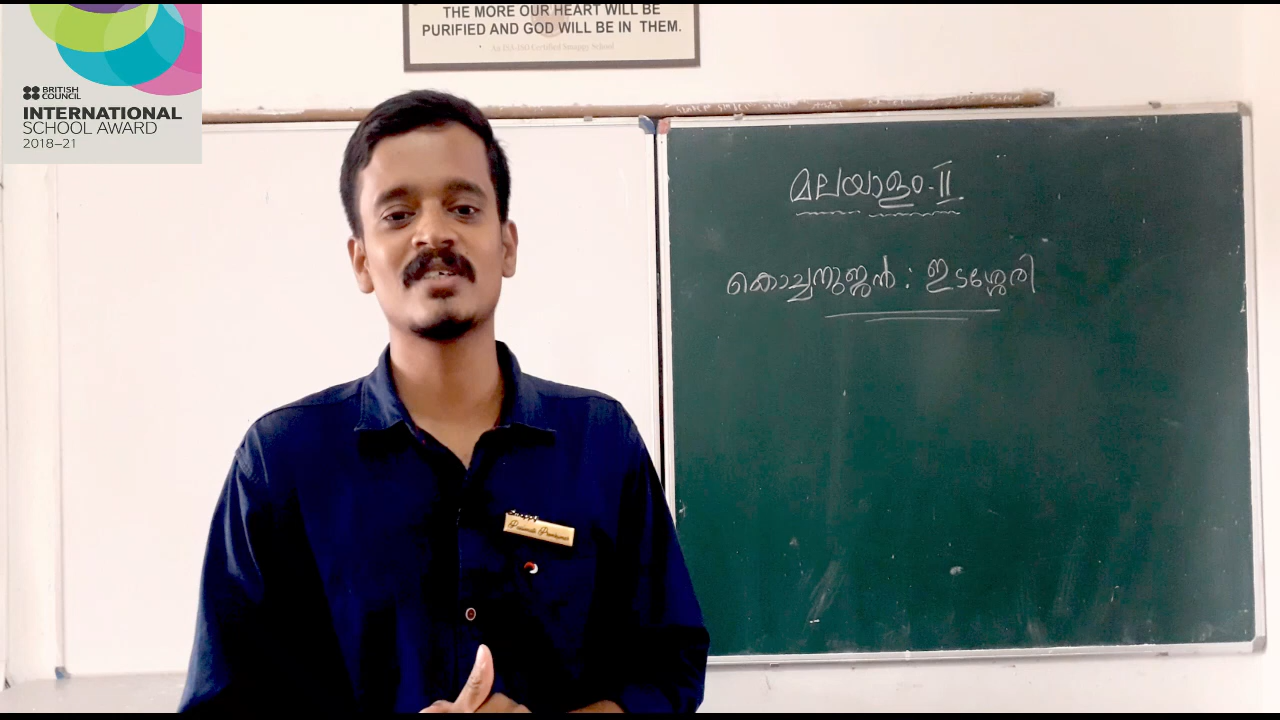 THE MORE OUR HEART WILL BE
PURIFIED AND GOD WILL BE IN THEM.
BRITISH
COUNCIL
INTERNATIONAL
SCHOOL AWARD
2018–21
മലയാളം-II
കൊച്ചനുജൻ : ഇടശ്ശേരി
Snappy